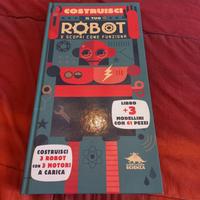 COSTRUISCI
IL TUO
ROBOT
E SCOPRI COME FUNZIONA
LIBRO
+3
MODELLINI
CON 61 PEZZI
COSTRUISCI
3 ROBOT
CON 3 MOTORI
A CARICA
SCIENZA